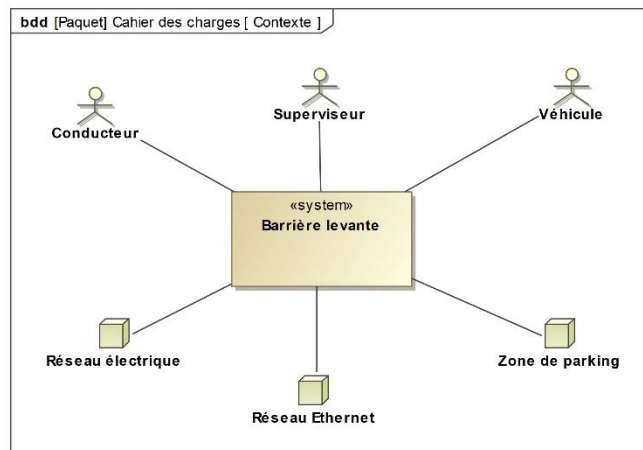 bdd [Paquet] Cahier des charges [ Contexte ]
Conducteur
Superviseur
Véhicule
«system»
Barrière levante
Réseau électrique
Zone de parking
Réseau Ethernet